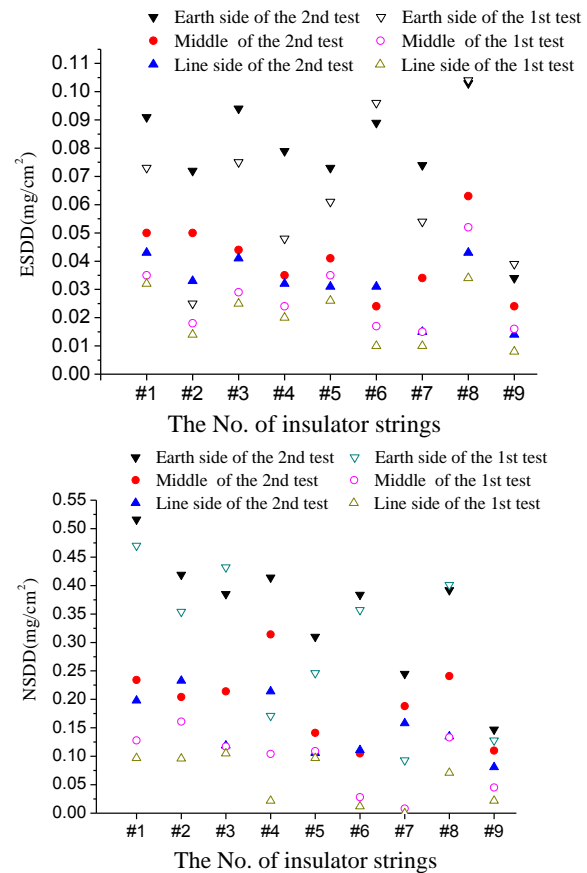 Earth side of the 2nd test Earth side of the 1st test
Middle of the 2nd test Middle of the 1st test
Line side of the 2nd test Line side of the 1st test
0.11
0.10
0.09
0.08
0.07
0.06
0.05
0.04
0.03
0.02
0.01
0.00
ESDD(mg/cm²)
#1 #2 #3 #4 #5 #6 #7 #8 #9
The No. of insulator strings
Earth side of the 2nd test Earth side of the 1st test
Middle of the 2nd test Middle of the 1st test
Line side of the 2nd test Line side of the 1st test
0.55
0.50
0.45
0.40
0.35
0.30
0.25
0.20
0.15
0.10
0.05
0.00
NSDD(mg/cm²)
#1 #2 #3 #4 #5 #6 #7 #8 #9
The No. of insulator strings